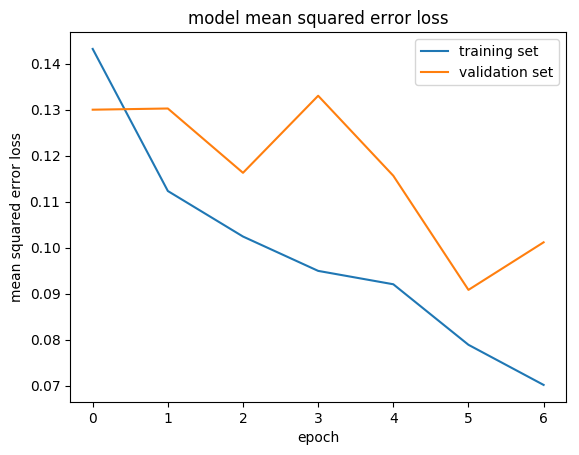 model mean squared error loss
training set
validation set
0.14
0.13
0.12
0.11
0.10
0.09
0.08
0.07
mean squared error loss
0 1 2 3 4 5 6
epoch